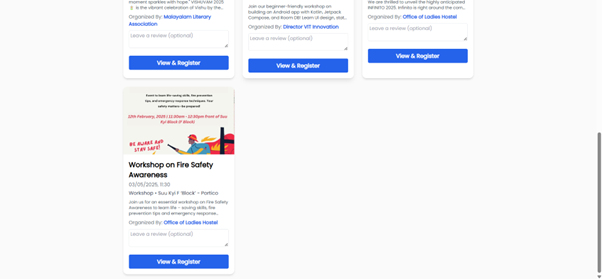 moment sparkles with hope." VISHUHAM 2025
is the vibrant celebration of Vishu by the...
Organized By: Malayalam Literary
Association
Leave a review (optional)
View & Register
Join our beginner-friendly workshop on
building an Android app with Kotlin, Jetpack
Compose, and Room DB! Learn UI design, stat...
Organized By: Director VIT Innovation
Leave a review (optional)
View & Register
We are thrilled to unveil the highly anticipated
INFINITO 2025. Infinito is right around the corn...
Organized By: Office of Ladies Hostel
Leave a review (optional)
View & Register
Event to learn life-saving skills, fire prevention
tips and emergency response techniques. Your
safety matters-Be prepared!
12th February, 2025 I 11:30am - 12:30pm front of Suu
Kyi Block (F Block)
BE AWARE AND
STAY SAFE!
Workshop on Fire Safety
Awareness
03/05/2025, 11:30
Workshop • Suu Kyi F 'Block' - Portico
Join us for an essential workshop on Fire Safety
Awareness to learn life - saving skills, fire
prevention tips and emergency response...
Organized By: Office of Ladies Hostel
Leave a review (optional)
View & Register